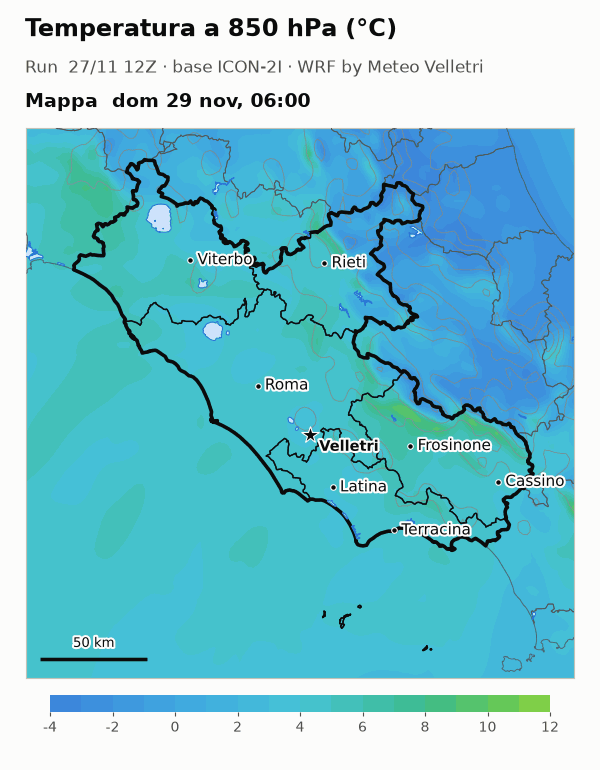 Temperatura a 850 hPa (°C)
Run  27/11 12Z · base ICON-2I · WRF by Meteo Velletri
Mappa  dom 29 nov, 06:00
Viterbo
Rieti
Roma
Velletri
Frosinone
Cassino
Latina
Terracina
50 km
-4 -2 0 2 4 6 8 10 12